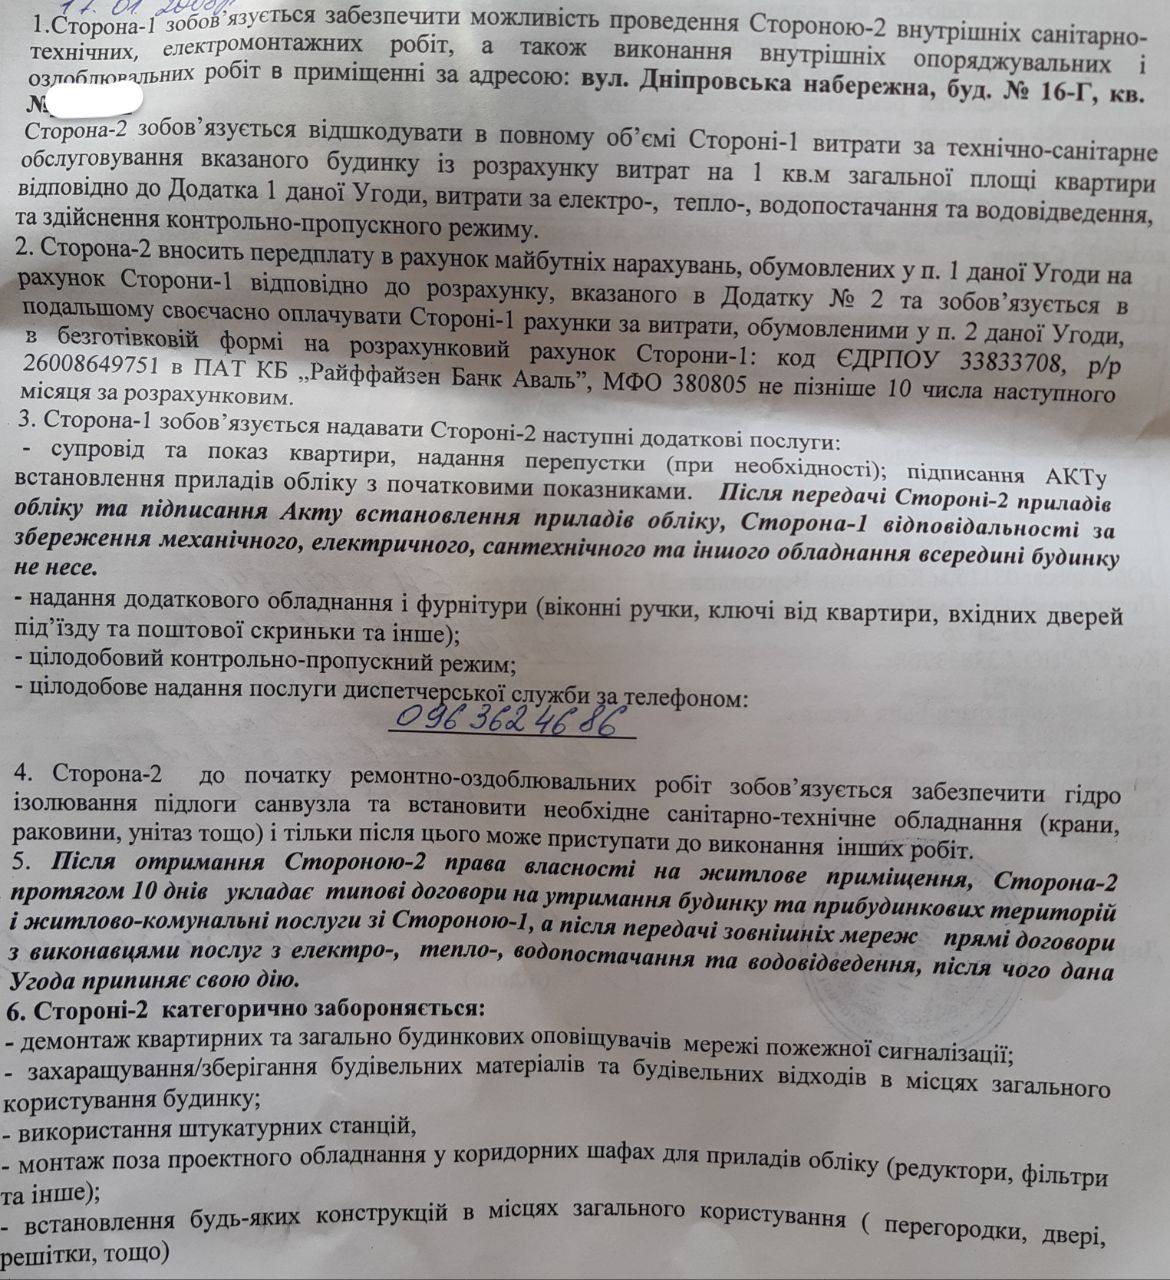 17.01.2008р
1.Сторона-1 зобов’язується забезпечити можливість проведення Стороною-2 внутрішніх санітарно-
технічних, електромонтажних робіт, а також виконання внутрішніх опоряджувальних і
оздоблювальних робіт в приміщенні за адресою: вул. Дніпровська набережна, буд. № 16-Г, кв.
№
Сторона-2 зобов’язується відшкодувати в повному об’ємі Стороні-1 витрати за технічно-санітарне
обслуговування вказаного будинку із розрахунку витрат на 1 кв.м загальної площі квартири
відповідно до Додатка 1 даної Угоди, витрати за електро-, тепло-, водопостачання та водовідведення,
та здійснення контрольно-пропускного режиму.
2. Сторона-2 вносить передплату в рахунок майбутніх нарахувань, обумовлених у п. 1 даної Угоди на
рахунок Сторони-1 відповідно до розрахунку, вказаного в Додатку № 2 та зобов’язується в
подальшому своєчасно оплачувати Стороні-1 рахунки за витрати, обумовленими у п. 2 даної Угоди,
в безготівковій формі на розрахунковий рахунок Сторони-1: код ЄДРПОУ 33833708, р/р
26008649751 в ПАТ КБ „Райффайзен Банк Аваль”, МФО 380805 не пізніше 10 числа наступного
місяця за розрахунковим.
3. Сторона-1 зобов’язується надавати Стороні-2 наступні додаткові послуги:
- супровід та показ квартири, надання перепустки (при необхідності); підписання АКТу
встановлення приладів обліку з початковими показниками. Після передачі Стороні-2 приладів
обліку та підписання Акту встановлення приладів обліку, Сторона-1 відповідальності за
збереження механічного, електричного, сантехнічного та іншого обладнання всередині будинку
не несе.
- надання додаткового обладнання і фурнітури (віконні ручки, ключі від квартири, вхідних дверей
під’їзду та поштової скриньки та інше);
- цілодобовий контрольно-пропускний режим;
- цілодобове надання послуги диспетчерської служби за телефоном:
096 362 46 86
4. Сторона-2 до початку ремонтно-оздоблювальних робіт зобов’язується забезпечити гідро
ізолювання підлоги санвузла та встановити необхідне санітарно-технічне обладнання (крани,
раковини, унітаз тощо) і тільки після цього може приступати до виконання інших робіт.
5. Після отримання Стороною-2 права власності на житлове приміщення, Сторона-2
протягом 10 днів укладає типові договори на утримання будинку та прибудинкових територій
і житлово-комунальні послуги зі Стороною-1, а після передачі зовнішніх мереж прямі договори
з виконавцями послуг з електро-, тепло-, водопостачання та водовідведення, після чого дана
Угода припиняє свою дію.
6. Стороні-2 категорично забороняється:
- демонтаж квартирних та загально будинкових оповіщувачів мережі пожежної сигналізації;
- захаращування/зберігання будівельних матеріалів та будівельних відходів в місцях загального
користування будинку;
- використання штукатурних станцій,
- монтаж поза проектного обладнання у коридорних шафах для приладів обліку (редуктори, фільтри
та інше);
- встановлення будь-яких конструкцій в місцях загального користування ( перегородки, двері,
решітки, тощо)